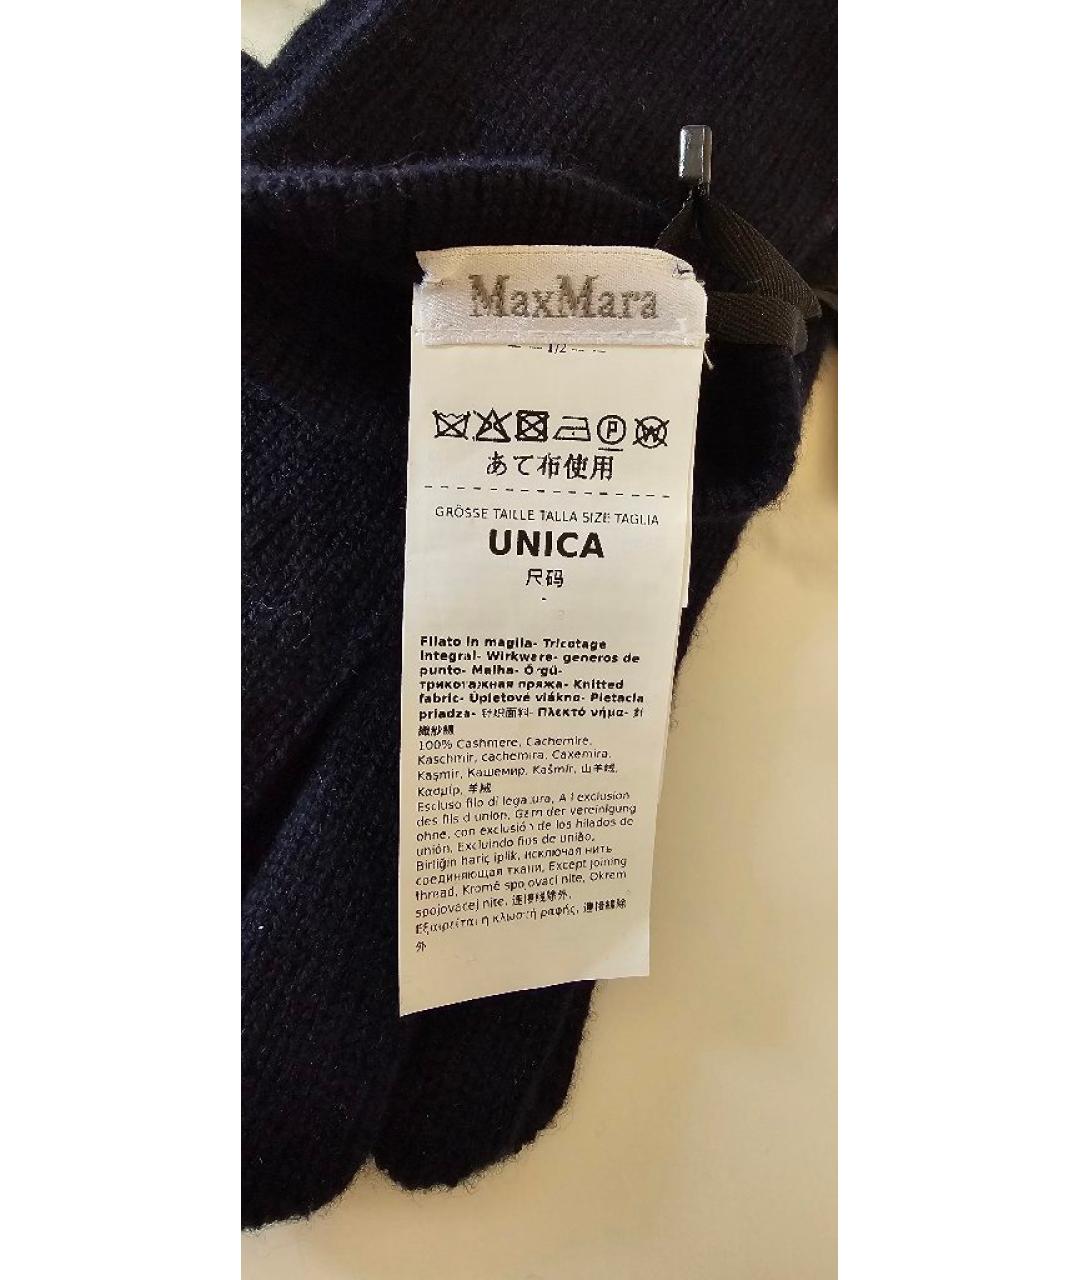 MaxMara
1/2
あて布使用
GRÖSSE TAILLE TALLA SIZE TAGLIA
UNICA
尺码
-
Filato in maglia- Tricotage
Integral- Wirkware- generos de
punto- Malha- Örgü-
трикотажная пряжа- Knitted
fabric- Úpletové vlákno- Pletacia
priadza- 针织面料- Πλεκτό νήμα- 針
織紗線
100% Cashmere, Cachemire,
Kaschmir, cachemira, Caxemira,
Kaşmir, Кашемир, Kašmír, 山羊绒,
Κασμίρ, 羊絨
Escluso filo di legatura, A l exclusion
des fils d union, Garn der vereinigung
ohne, con exclusión de los hilados de
unión, Excluindo fios de união,
Birliğin hariç iplik, исключая нить
соединяющая ткани, Except joining
thread, Kromě spojovací nite, Okrem
spojovacej nite, 连接线除外,
Εξαιρείται η κλωστή ραφής, 連接線除
外